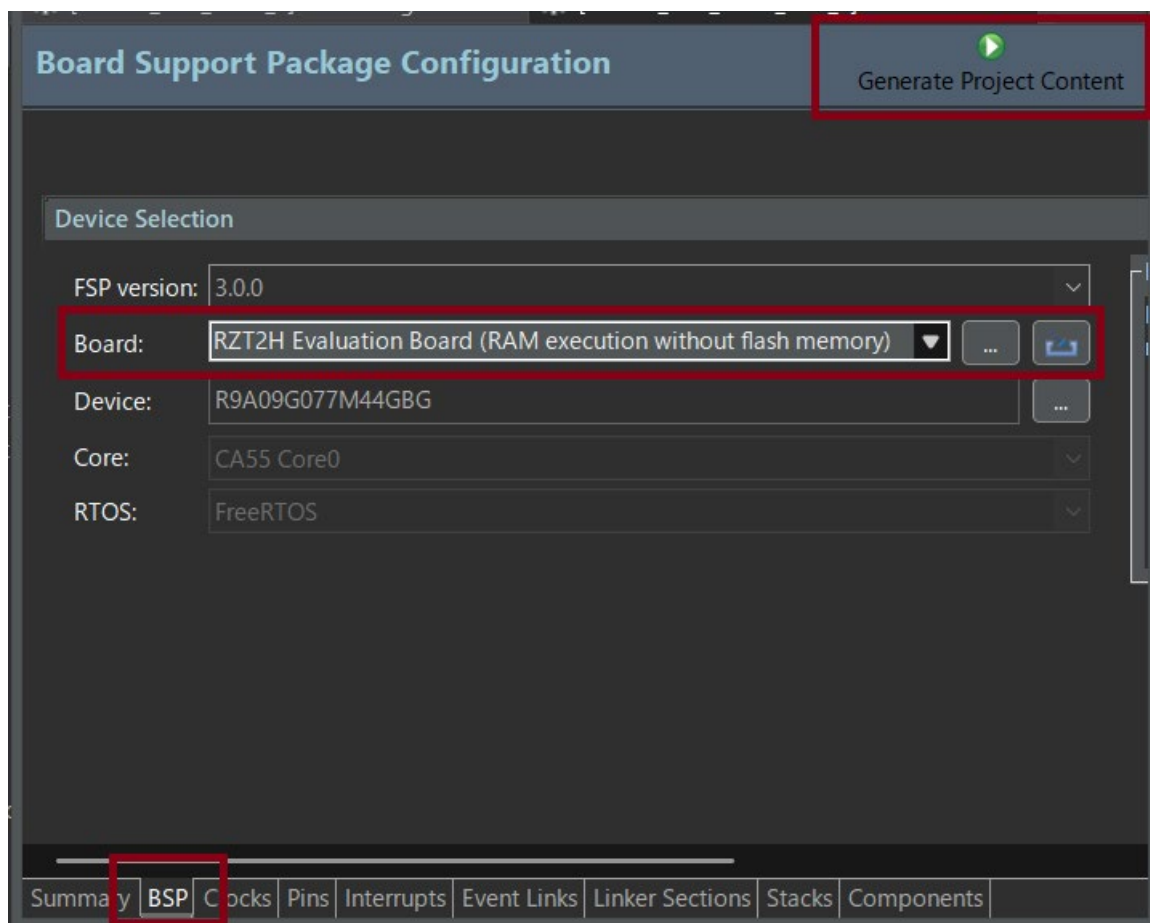 Board Support Package Configuration
Generate Project Content
Device Selection
FSP version: 3.0.0
Board: RZT2H Evaluation Board (RAM execution without flash memory) ...
Device: R9A09G077M44GBG ...
Core: CA55 Core0
RTOS: FreeRTOS
Summary BSP Clocks Pins Interrupts Event Links Linker Sections Stacks Components